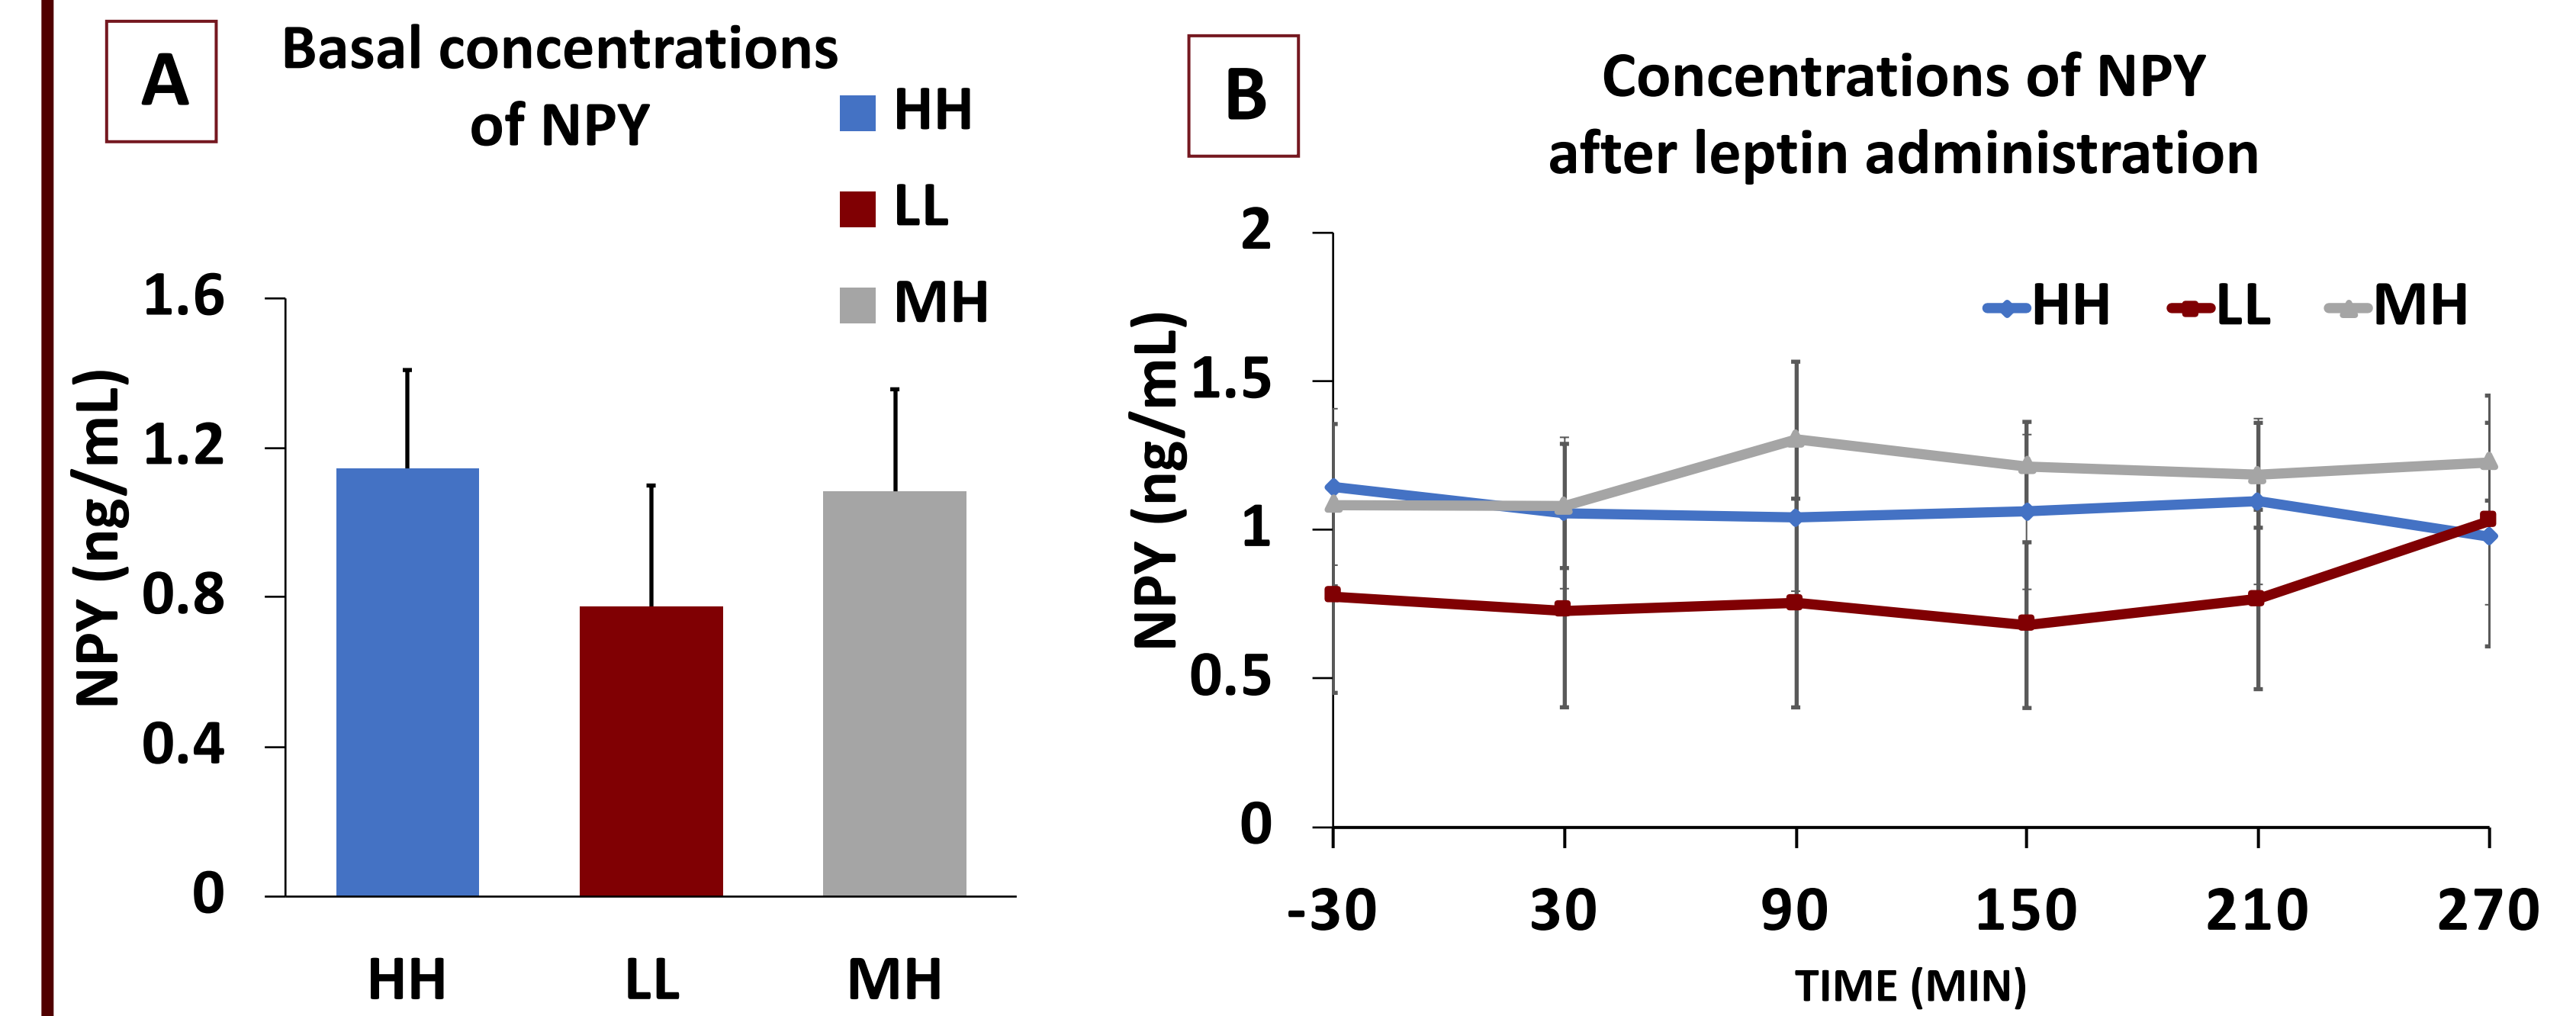 A
Basal concentrations
of NPY
HH
LL
MH
NPY (ng/mL)
1.6
1.2
0.8
0.4
0
HH LL MH
B
Concentrations of NPY
after leptin administration
HH LL MH
NPY (ng/mL)
2
1.5
1
0.5
0
-30 30 90 150 210 270
TIME (MIN)